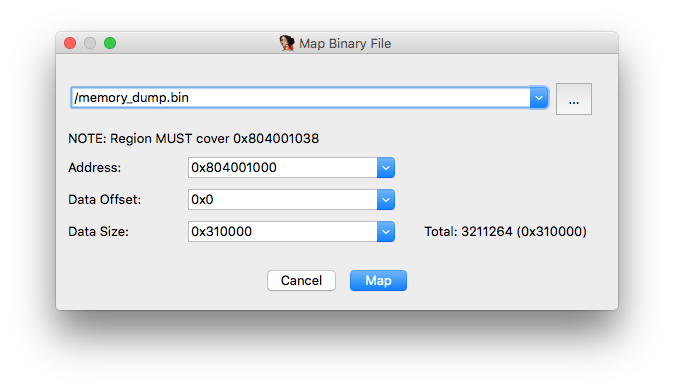 Map Binary File
/memory_dump.bin
...
NOTE: Region MUST cover 0x804001038
Address: 0x804001000
Data Offset: 0x0
Data Size: 0x310000 Total: 3211264 (0x310000)
Cancel Map